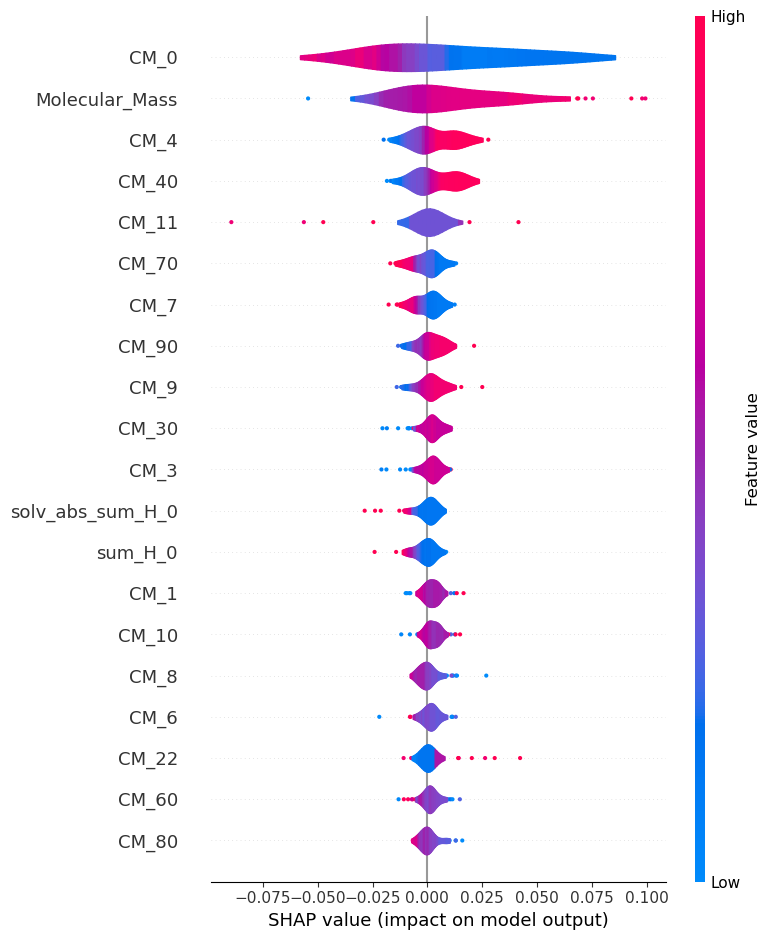 High
CM_0
Molecular_Mass
CM_4
CM_40
CM_11
CM_70
CM_7
CM_90
CM_9
CM_30
CM_3
solv_abs_sum_H_0
sum_H_0
CM_1
CM_10
CM_8
CM_6
CM_22
CM_60
CM_80
Feature value
Low
−0.075 −0.050 −0.025 0.000 0.025 0.050 0.075 0.100
SHAP value (impact on model output)